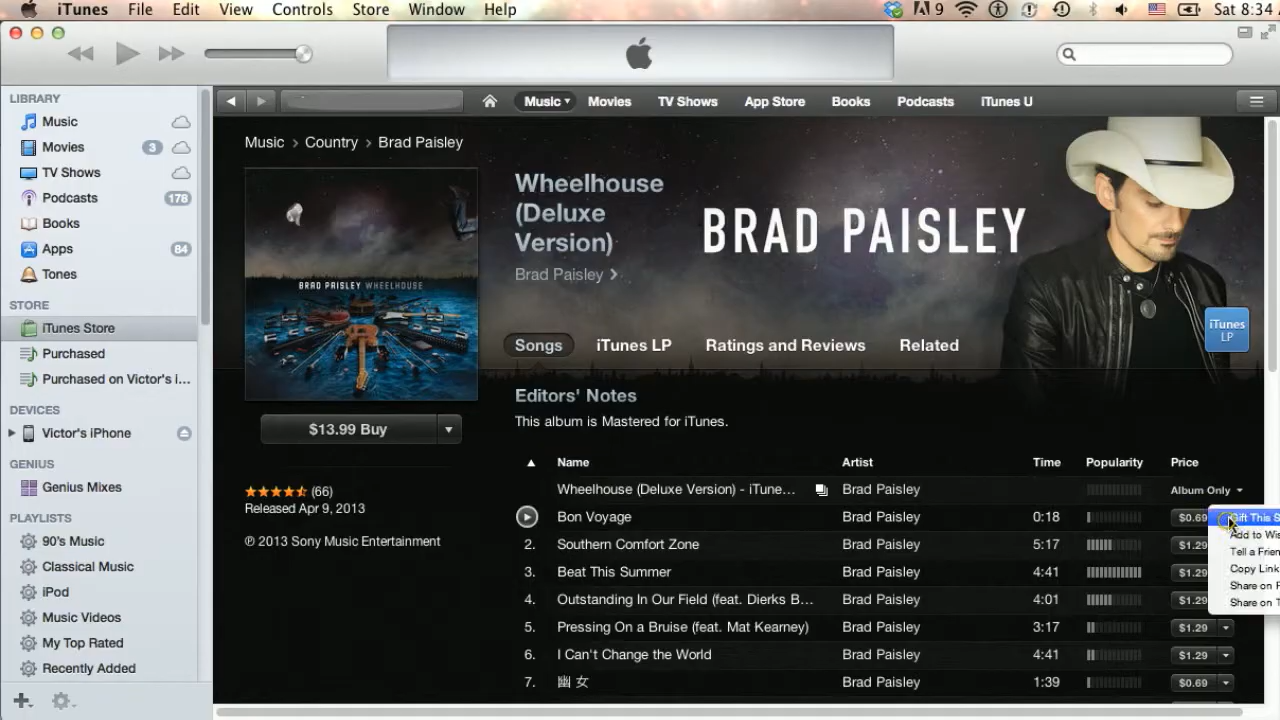 iTunes File Edit View Controls Store Window Help 9 Sat 8:34
LIBRARY
Music
Movies 3
TV Shows
Podcasts 178
Books
Apps 84
Tones
STORE
iTunes Store
Purchased
Purchased on Victor's i...
DEVICES
Victor's iPhone
GENIUS
Genius Mixes
PLAYLISTS
90's Music
Classical Music
iPod
Music Videos
My Top Rated
Recently Added
Music Movies TV Shows App Store Books Podcasts iTunes U
Music > Country > Brad Paisley
BRAD PAISLEY WHEELHOUSE
$13.99 Buy
(66)
Released Apr 9, 2013
℗ 2013 Sony Music Entertainment
Wheelhouse
(Deluxe
Version)
Brad Paisley >
BRAD PAISLEY
iTunes
LP
Songs iTunes LP Ratings and Reviews Related
Editors' Notes
This album is Mastered for iTunes.
Name Artist Time Popularity Price
Wheelhouse (Deluxe Version) - iTune... Brad Paisley Album Only
Bon Voyage Brad Paisley 0:18 $0.69
2. Southern Comfort Zone Brad Paisley 5:17 $1.29
3. Beat This Summer Brad Paisley 4:41 $1.29
4. Outstanding In Our Field (feat. Dierks B... Brad Paisley 4:01 $1.29
5. Pressing On a Bruise (feat. Mat Kearney) Brad Paisley 3:17 $1.29
6. I Can't Change the World Brad Paisley 4:41 $1.29
7. 幽 女 Brad Paisley 1:39 $0.69
Gift This S
Add to Wis
Tell a Frien
Copy Link
Share on F
Share on T